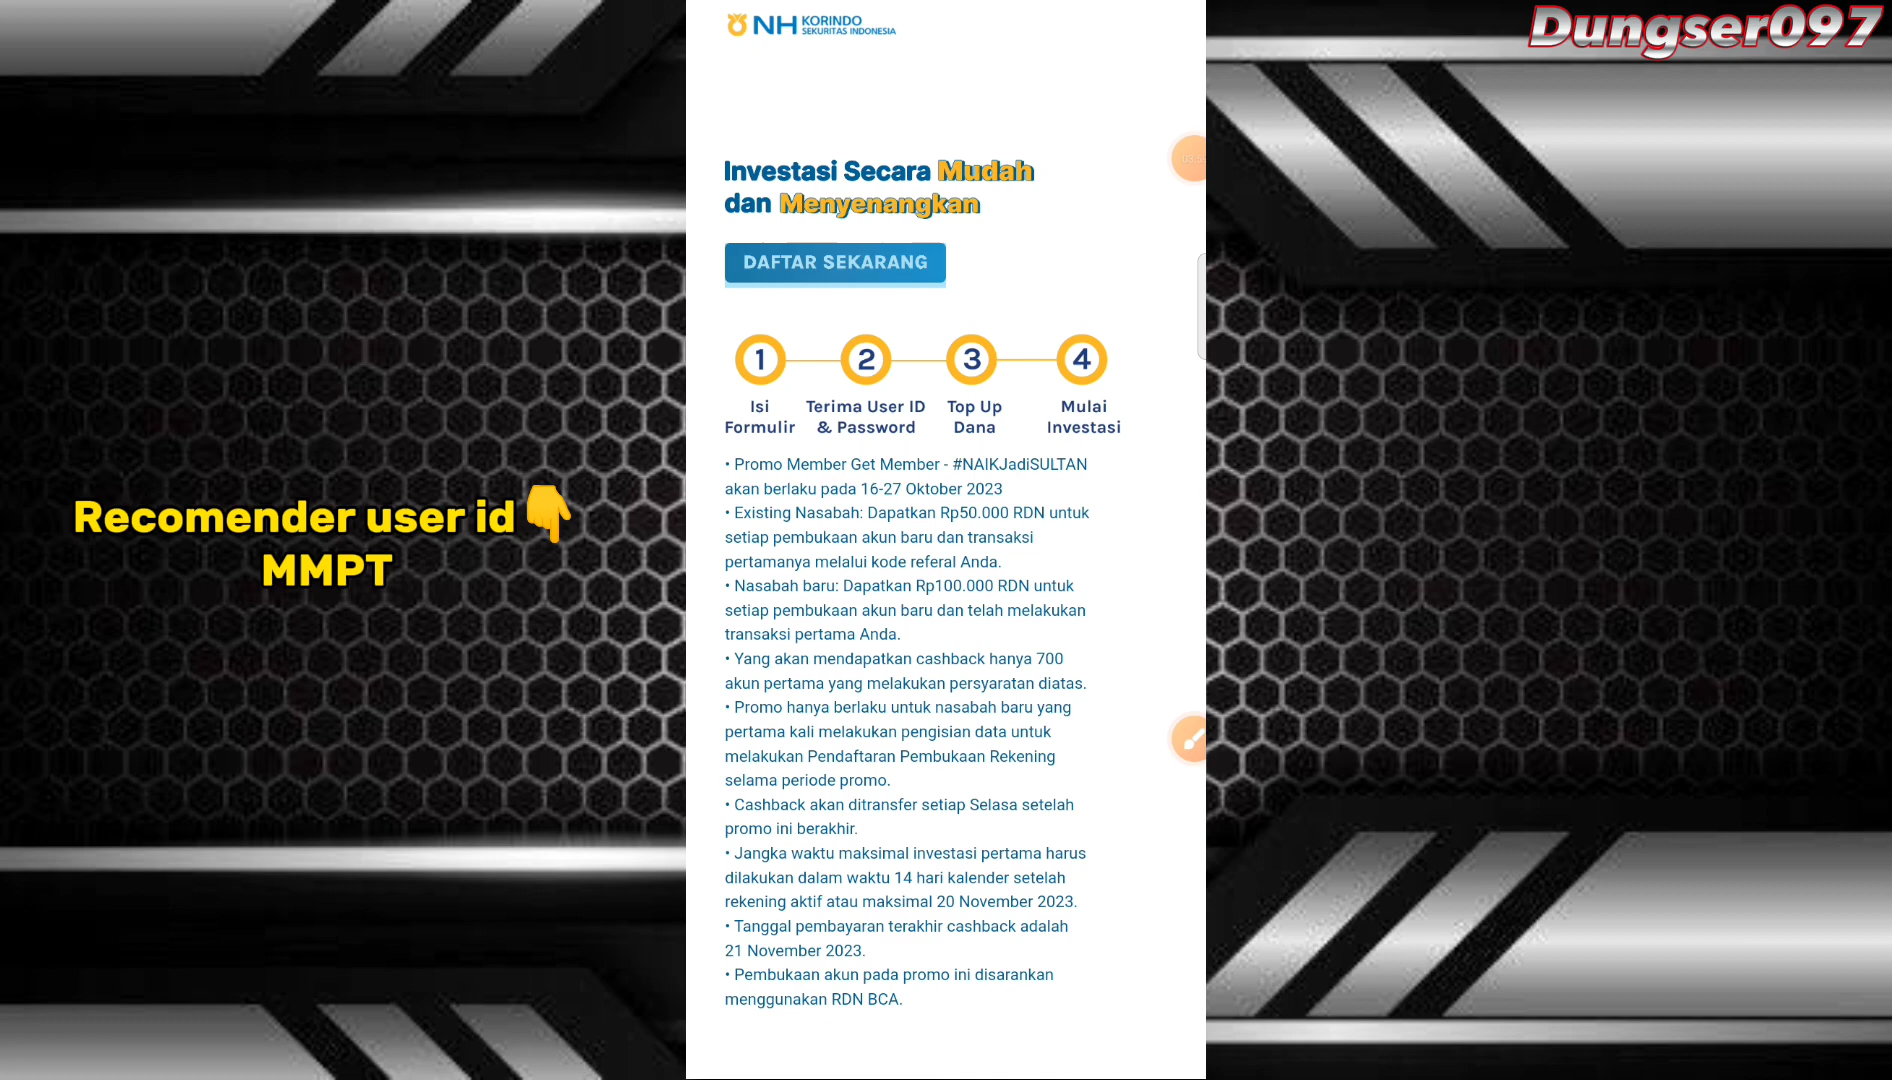 Dungser097
NH KORINDO
SEKURITAS INDONESIA
Investasi Secara Mudah
dan Menyenangkan
DAFTAR SEKARANG
1 2 3 4
Isi Formulir
Terima User ID & Password
Top Up Dana
Mulai Investasi
• Promo Member Get Member - #NAIKJadiSULTAN
akan berlaku pada 16-27 Oktober 2023
• Existing Nasabah: Dapatkan Rp50.000 RDN untuk
setiap pembukaan akun baru dan transaksi
pertamanya melalui kode referal Anda.
• Nasabah baru: Dapatkan Rp100.000 RDN untuk
setiap pembukaan akun baru dan telah melakukan
transaksi pertama Anda.
• Yang akan mendapatkan cashback hanya 700
akun pertama yang melakukan persyaratan diatas.
• Promo hanya berlaku untuk nasabah baru yang
pertama kali melakukan pengisian data untuk
melakukan Pendaftaran Pembukaan Rekening
selama periode promo.
• Cashback akan ditransfer setiap Selasa setelah
promo ini berakhir.
• Jangka waktu maksimal investasi pertama harus
dilakukan dalam waktu 14 hari kalender setelah
rekening aktif atau maksimal 20 November 2023.
• Tanggal pembayaran terakhir cashback adalah
21 November 2023.
• Pembukaan akun pada promo ini disarankan
menggunakan RDN BCA.
Recomender user id👇
MMPT